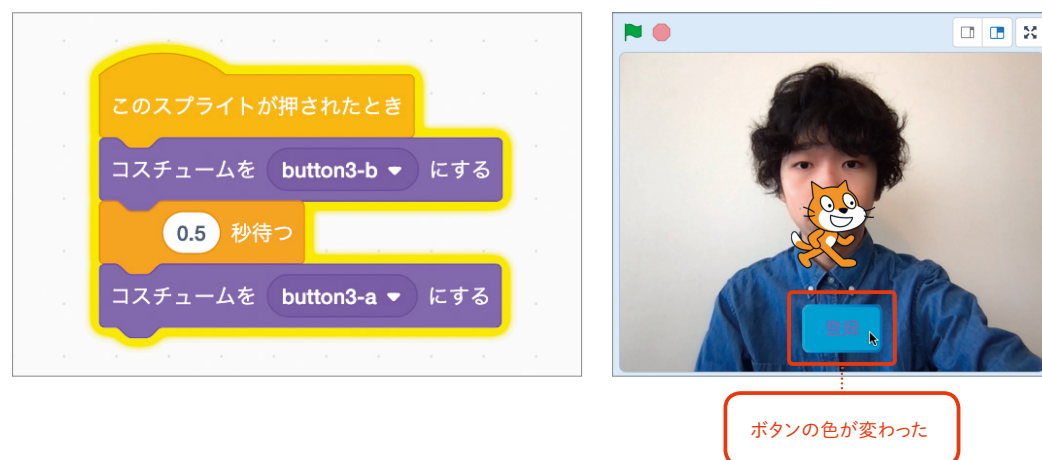 このスプライトが押されたとき
コスチュームを button3-b にする
0.5 秒待つ
コスチュームを button3-a にする
登録
ボタンの色が変わった